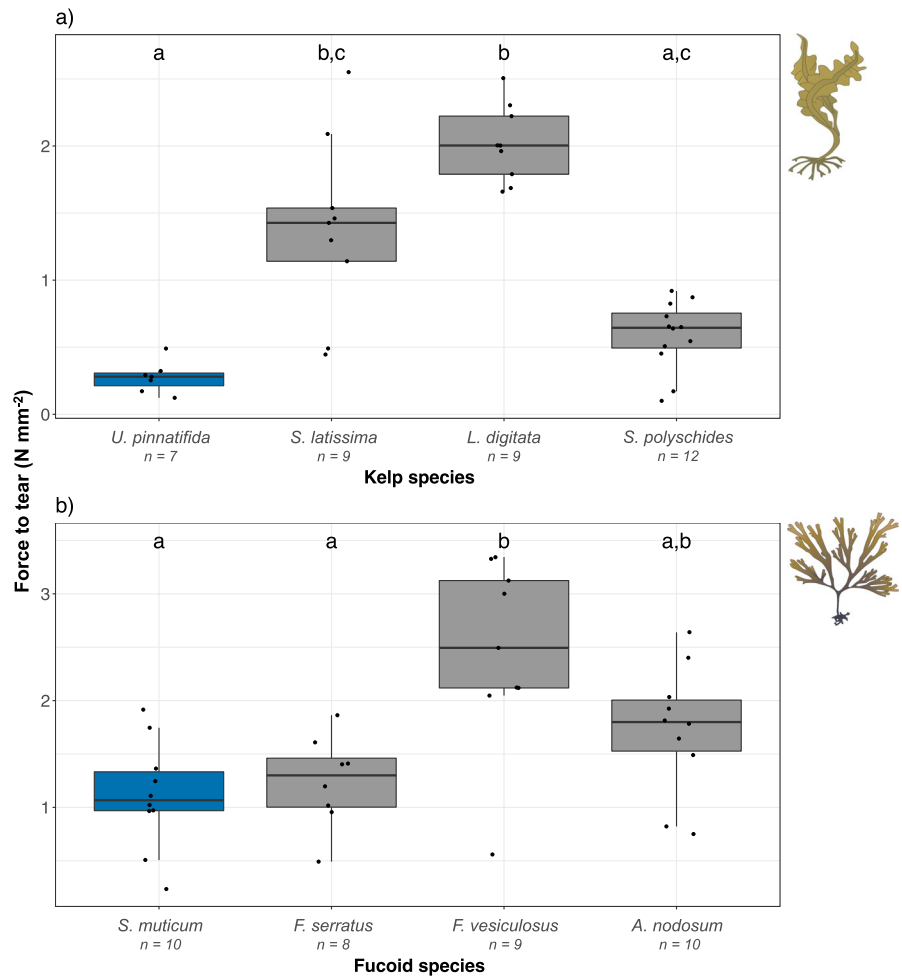 a)
a b,c b a,c
2
1
0
U. pinnatifida S. latissima L. digitata S. polyschides
n = 7 n = 9 n = 9 n = 12
Kelp species
Force to tear (N mm⁻²)
b)
a a b a,b
3
2
1
S. muticum F. serratus F. vesiculosus A. nodosum
n = 10 n = 8 n = 9 n = 10
Fucoid species